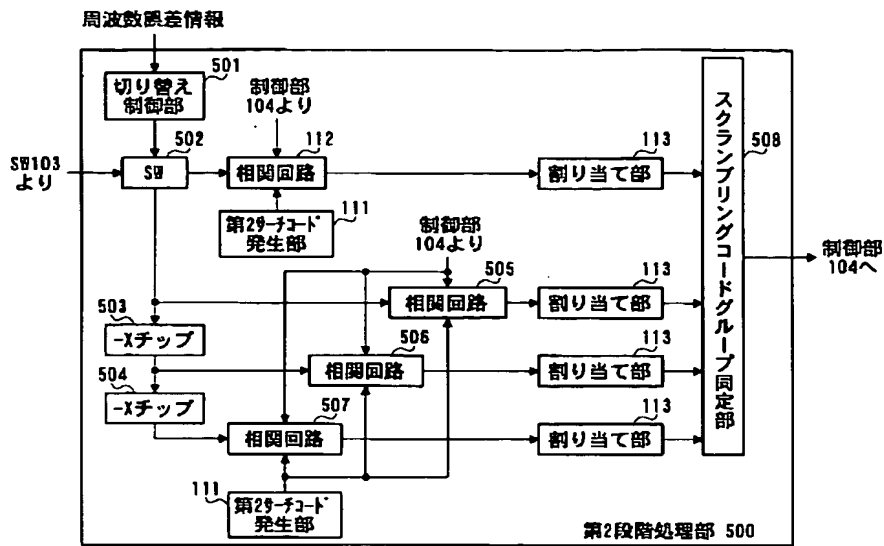 周波数誤差情報
切り替え
制御部
501
制御部
104より
502
112
113
SW103
より
SW
相関回路
割り当て部
第2サーチコード
発生部
111
制御部
104より
505
113
相関回路
割り当て部
503
-Xチップ
506
113
相関回路
割り当て部
504
-Xチップ
507
113
相関回路
割り当て部
111
第2サーチコード
発生部
スクランブリングコードグループ同定部
508
制御部
104へ
第2段階処理部 500